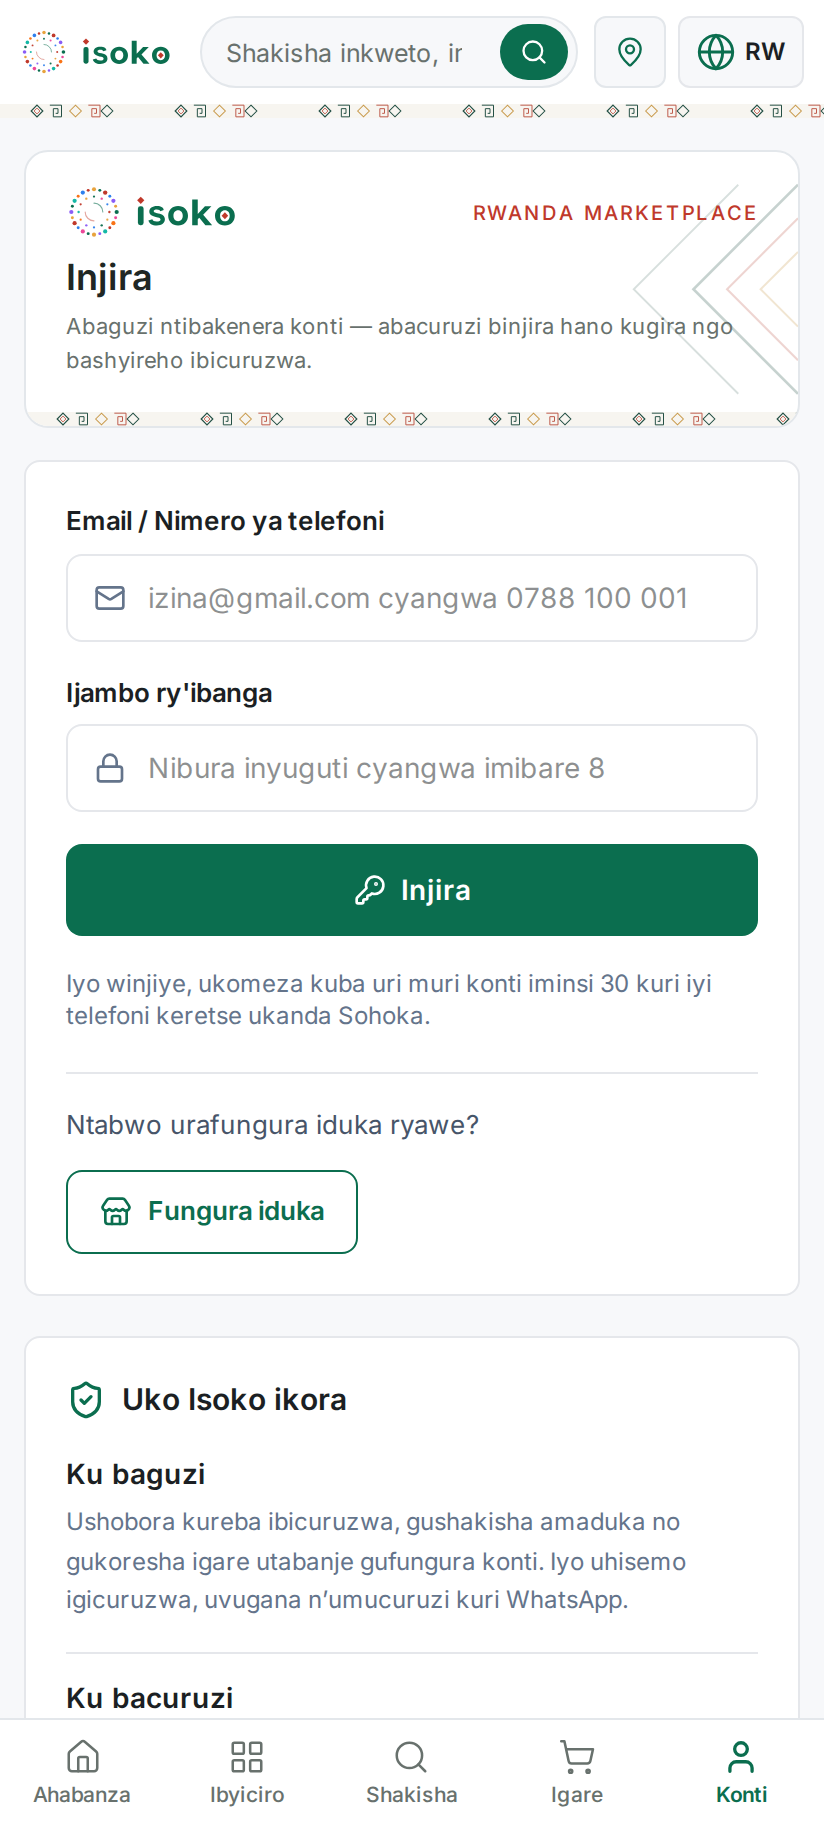 isoko
Shakisha inkweto, ir
RW
isoko
RWANDA MARKETPLACE
Injira
Abaguzi ntibakenera konti — abacuruzi binjira hano kugira ngo
bashyireho ibicuruzwa.
Email / Nimero ya telefoni
izina@gmail.com cyangwa 0788 100 001
Ijambo ry'ibanga
Nibura inyuguti cyangwa imibare 8
Injira
Iyo winjiye, ukomeza kuba uri muri konti iminsi 30 kuri iyi
telefoni keretse ukanda Sohoka.
Ntabwo urafungura iduka ryawe?
Fungura iduka
Uko Isoko ikora
Ku baguzi
Ushobora kureba ibicuruzwa, gushakisha amaduka no
gukoresha igare utabanje gufungura konti. Iyo uhisemo
igicuruzwa, uvugana n’umucuruzi kuri WhatsApp.
Ku bacuruzi
Ahabanza
Ibyiciro
Shakisha
Igare
Konti